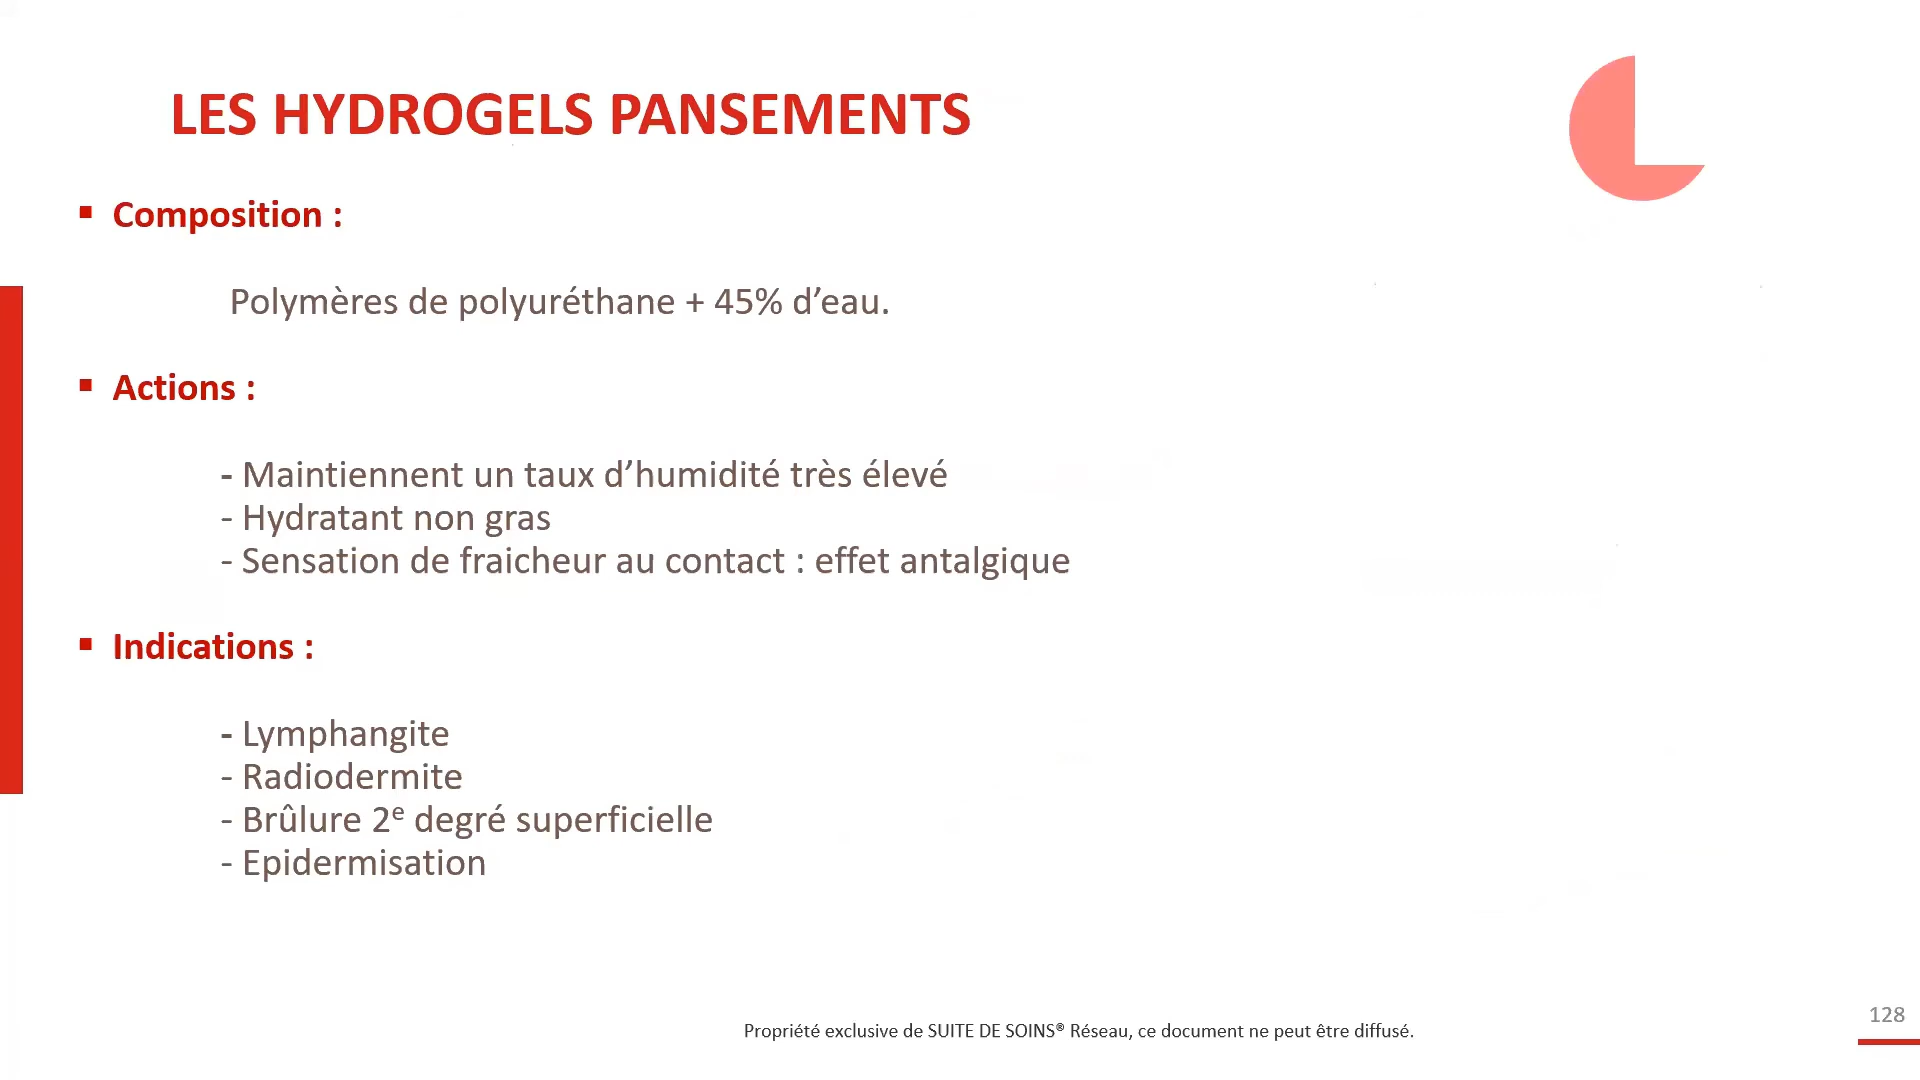 LES HYDROGELS PANSEMENTS
▪ Composition :
Polymères de polyuréthane + 45% d’eau.
▪ Actions :
- Maintiennent un taux d’humidité très élevé
- Hydratant non gras
- Sensation de fraicheur au contact : effet antalgique
▪ Indications :
- Lymphangite
- Radiodermite
- Brûlure 2e degré superficielle
- Epidermisation
Propriété exclusive de SUITE DE SOINS® Réseau, ce document ne peut être diffusé.
128